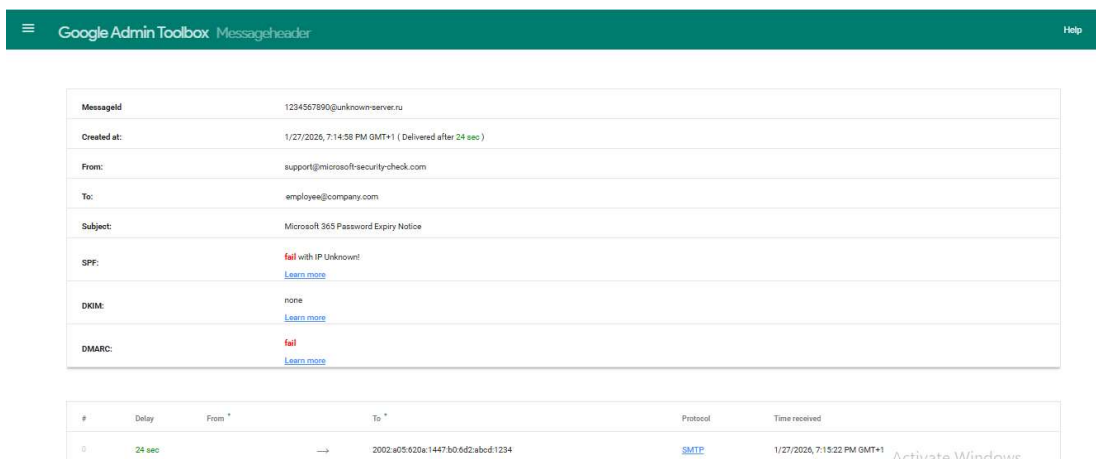 Google Admin Toolbox Messageheader Help
MessageId 1234567890@unknown-server.ru
Created at: 1/27/2026, 7:14:58 PM GMT+1 ( Delivered after 24 sec )
From: support@microsoft-security-check.com
To: employee@company.com
Subject: Microsoft 365 Password Expiry Notice
SPF: fail with IP Unknown!
Learn more
DKIM: none
Learn more
DMARC: fail
Learn more
# Delay From * To * Protocol Time received
0 24 sec → 2002:a05:620a:1447:b0:6d2:abcd:1234 SMTP 1/27/2026, 7:15:22 PM GMT+1
Activate Windows